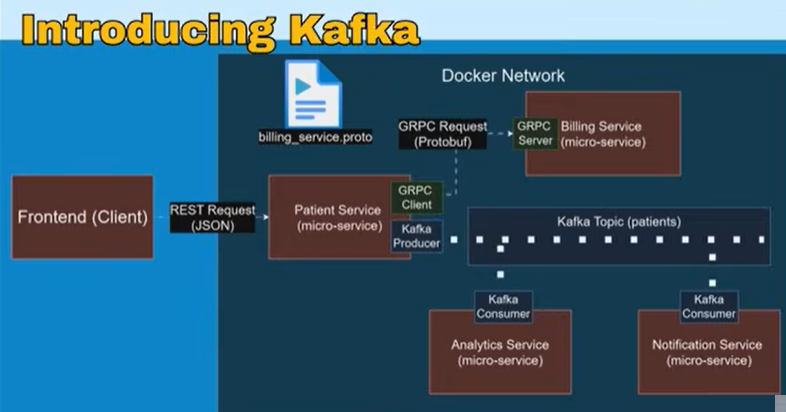 Introducing Kafka
Docker Network
billing_service.proto
GRPC Request
(Protobuf)
GRPC
Server
Billing Service
(micro-service)
Frontend (Client)
REST Request
(JSON)
Patient Service
(micro-service)
GRPC
Client
Kafka
Producer
Kafka Topic (patients)
Kafka
Consumer
Analytics Service
(micro-service)
Kafka
Consumer
Notification Service
(micro-service)